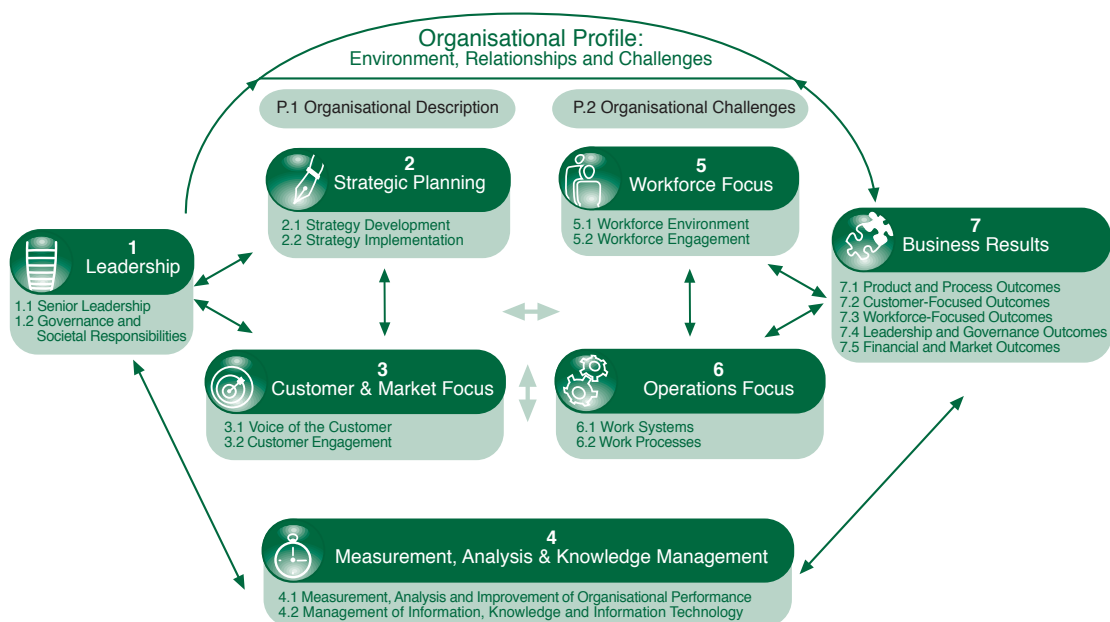 Organisational Profile:
Environment, Relationships and Challenges
P.1 Organisational Description
P.2 Organisational Challenges
1
Leadership
1.1 Senior Leadership
1.2 Governance and
Societal Responsibilities
2
Strategic Planning
2.1 Strategy Development
2.2 Strategy Implementation
3
Customer & Market Focus
3.1 Voice of the Customer
3.2 Customer Engagement
4
Measurement, Analysis & Knowledge Management
4.1 Measurement, Analysis and Improvement of Organisational Performance
4.2 Management of Information, Knowledge and Information Technology
5
Workforce Focus
5.1 Workforce Environment
5.2 Workforce Engagement
6
Operations Focus
6.1 Work Systems
6.2 Work Processes
7
Business Results
7.1 Product and Process Outcomes
7.2 Customer-Focused Outcomes
7.3 Workforce-Focused Outcomes
7.4 Leadership and Governance Outcomes
7.5 Financial and Market Outcomes